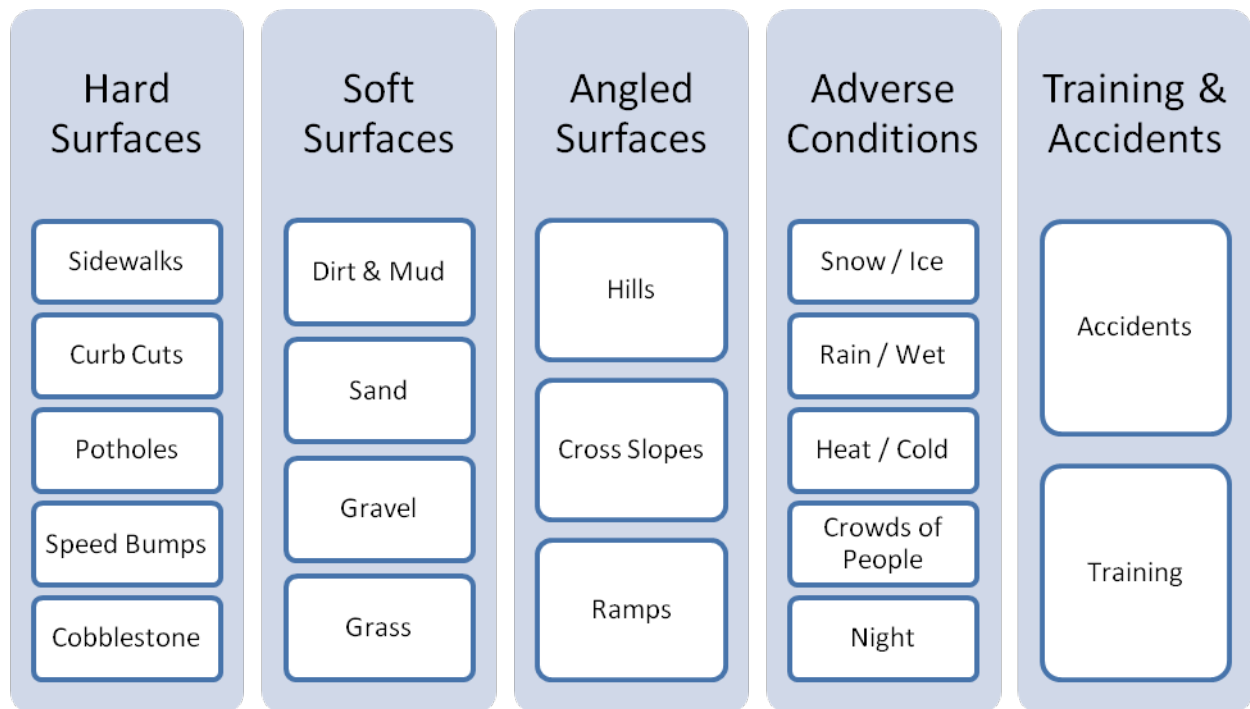 Hard
Surfaces
Sidewalks
Curb Cuts
Potholes
Speed Bumps
Cobblestone
Soft
Surfaces
Dirt & Mud
Sand
Gravel
Grass
Angled
Surfaces
Hills
Cross Slopes
Ramps
Adverse
Conditions
Snow / Ice
Rain / Wet
Heat / Cold
Crowds of
People
Night
Training &
Accidents
Accidents
Training